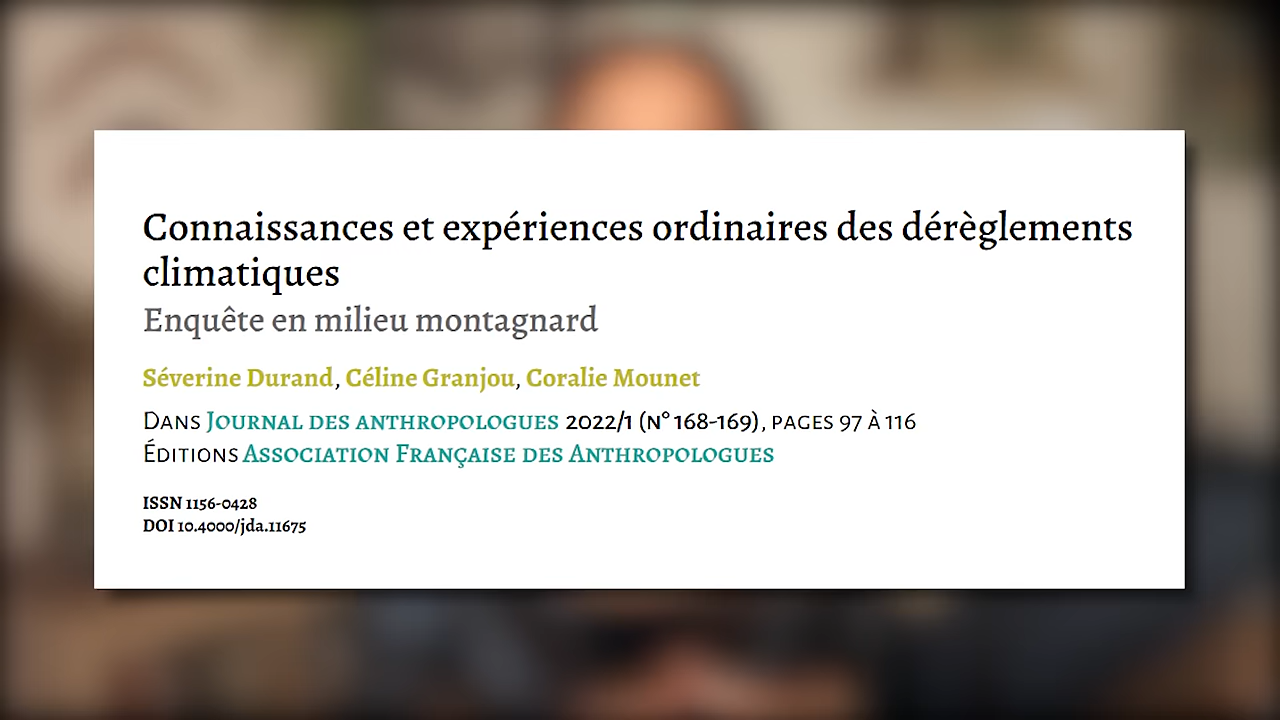 Connaissances et expériences ordinaires des dérèglements
climatiques
Enquête en milieu montagnard
Séverine Durand, Céline Granjou, Coralie Mounet
Dans Journal des anthropologues 2022/1 (n° 168-169), pages 97 à 116
Éditions Association Française des Anthropologues
ISSN 1156-0428
DOI 10.4000/jda.11675